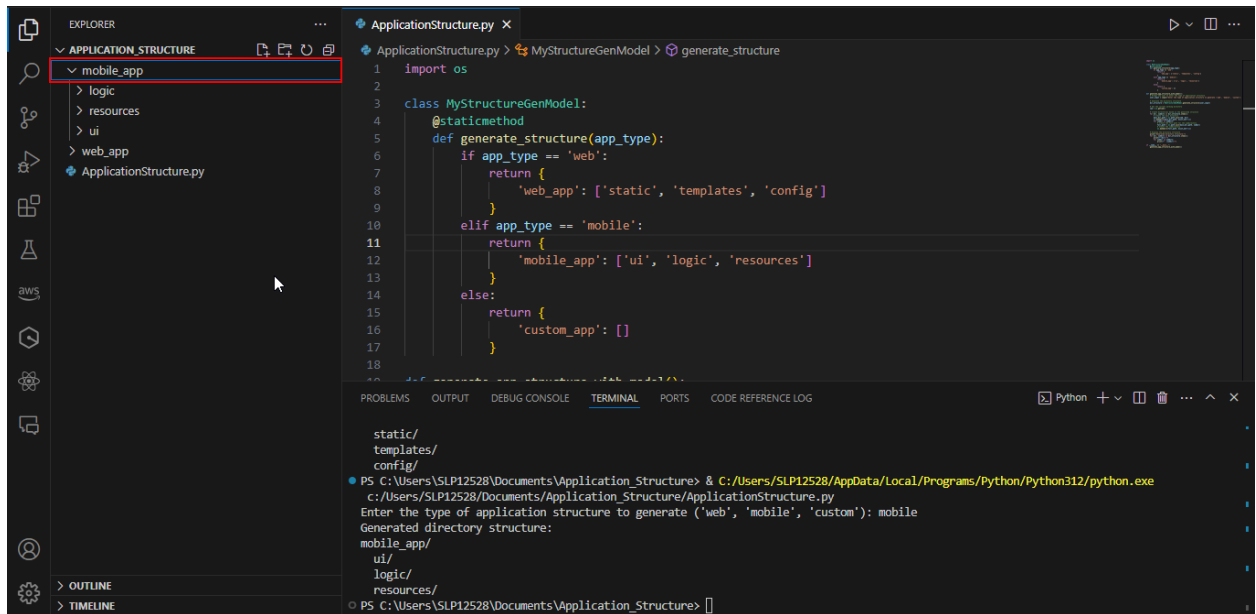 EXPLORER
APPLICATION_STRUCTURE
mobile_app
logic
resources
ui
web_app
ApplicationStructure.py
aws
OUTLINE
TIMELINE
ApplicationStructure.py
ApplicationStructure.py > MyStructureGenModel > generate_structure
1 import os
2
3 class MyStructureGenModel:
4 @staticmethod
5 def generate_structure(app_type):
6 if app_type == 'web':
7 return {
8 'web_app': ['static', 'templates', 'config']
9 }
10 elif app_type == 'mobile':
11 return {
12 'mobile_app': ['ui', 'logic', 'resources']
13 }
14 else:
15 return {
16 'custom_app': []
17 }
18
PROBLEMS OUTPUT DEBUG CONSOLE TERMINAL PORTS CODE REFERENCE LOG Python
static/
templates/
config/
PS C:\Users\SLP12528\Documents\Application_Structure> & C:/Users/SLP12528/AppData/Local/Programs/Python/Python312/python.exe
c:/Users/SLP12528/Documents/Application_Structure/ApplicationStructure.py
Enter the type of application structure to generate ('web', 'mobile', 'custom'): mobile
Generated directory structure:
mobile_app/
ui/
logic/
resources/
PS C:\Users\SLP12528\Documents\Application_Structure>